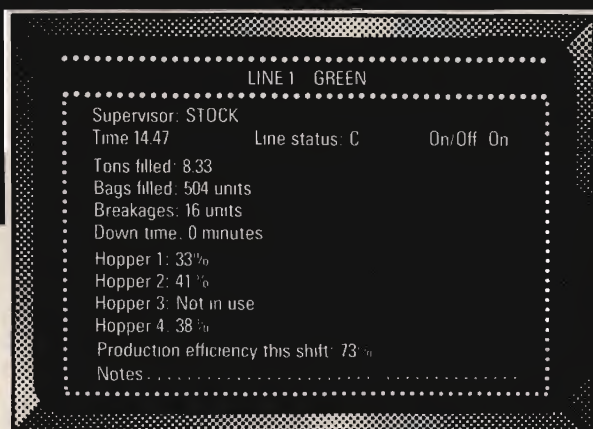 LINE 1 GREEN
Supervisor: STOCK
Time 14.47 Line status: C On/Off On
Tons filled: 8.33
Bags filled: 504 units
Breakages: 16 units
Down time. 0 minutes
Hopper 1: 33%
Hopper 2: 41%
Hopper 3: Not in use
Hopper 4. 38%
Production efficiency this shift: 73%
Notes. . . . . . . . . . . . . . . . . . . . . . . . . . . . . . . . . . . . . .